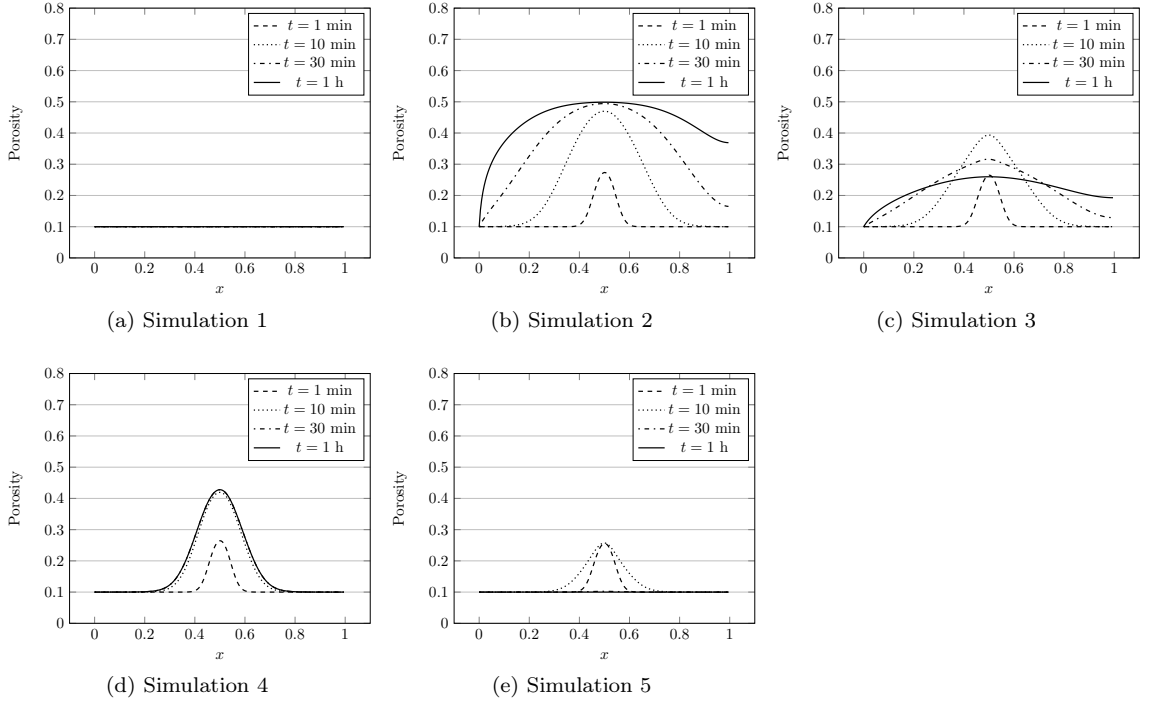 0.8
0.7
0.6
0.5
0.4
0.3
0.2
0.1
0
Porosity
t = 1 min
t = 10 min
t = 30 min
t = 1 h
0 0.2 0.4 0.6 0.8 1
x
(a) Simulation 1
0.8
0.7
0.6
0.5
0.4
0.3
0.2
0.1
0
Porosity
t = 1 min
t = 10 min
t = 30 min
t = 1 h
0 0.2 0.4 0.6 0.8 1
x
(b) Simulation 2
0.8
0.7
0.6
0.5
0.4
0.3
0.2
0.1
0
Porosity
t = 1 min
t = 10 min
t = 30 min
t = 1 h
0 0.2 0.4 0.6 0.8 1
x
(c) Simulation 3
0.8
0.7
0.6
0.5
0.4
0.3
0.2
0.1
0
Porosity
t = 1 min
t = 10 min
t = 30 min
t = 1 h
0 0.2 0.4 0.6 0.8 1
x
(d) Simulation 4
0.8
0.7
0.6
0.5
0.4
0.3
0.2
0.1
0
Porosity
t = 1 min
t = 10 min
t = 30 min
t = 1 h
0 0.2 0.4 0.6 0.8 1
x
(e) Simulation 5